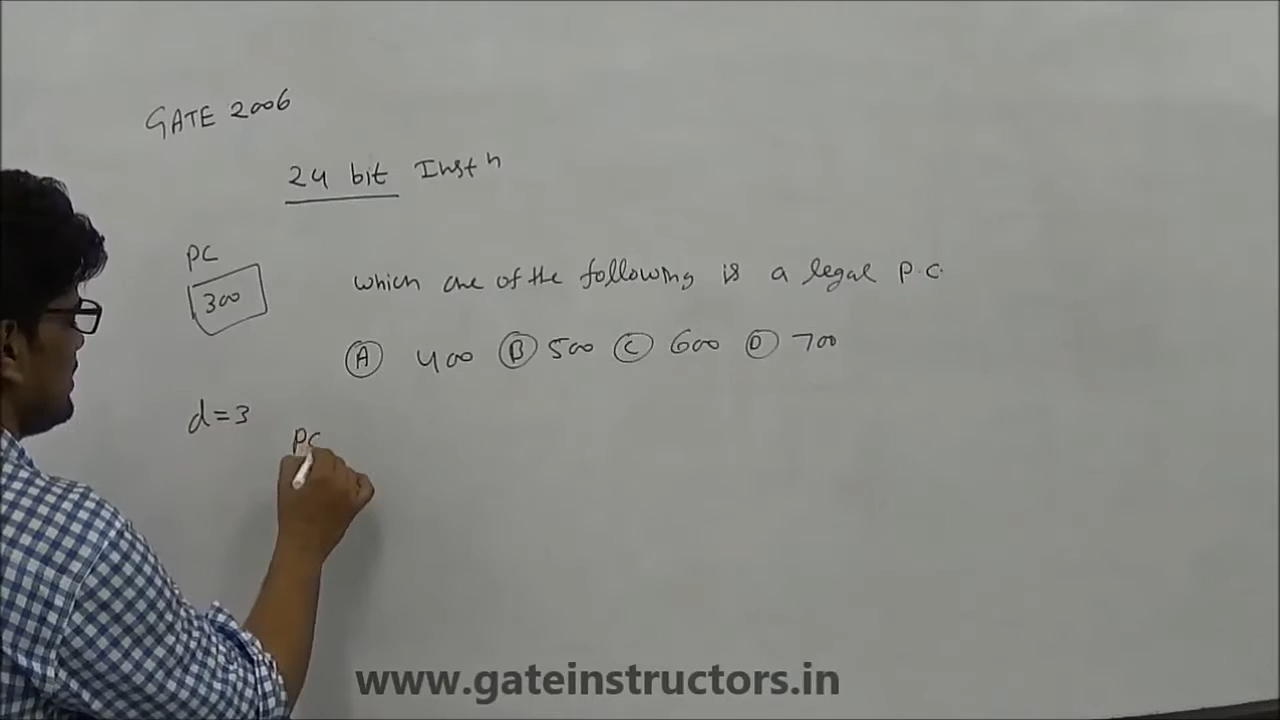 GATE 2006
24 bit Instn
PC
300
which one of the following is a legal P.C.
A 400 B 500 C 600 D 700
d=3
PC
www.gateinstructors.in